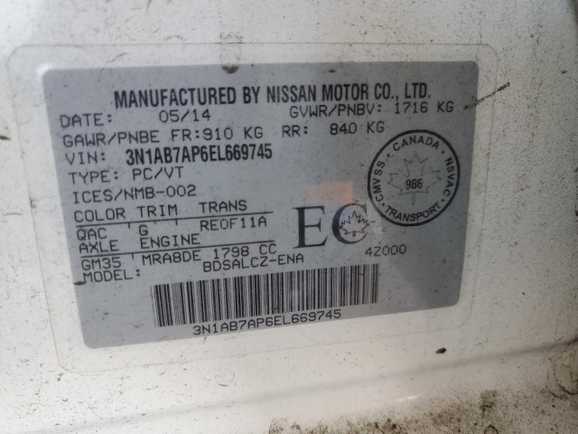 MANUFACTURED BY NISSAN MOTOR CO., LTD.
DATE: 05/14 GVWR/PNBV: 1716 KG
GAWR/PNBE FR:910 KG RR: 840 KG
VIN: 3N1AB7AP6EL669745
TYPE: PC/VT
ICES/NMB-002
COLOR TRIM TRANS
QAC G RE0F11A
AXLE ENGINE
GM35 MRA8DE 1798 CC 4Z000
MODEL: BDSALCZ-ENA
EC
CMVSS · CANADA · NSVAC · TRANSPORT
986
3N1AB7AP6EL669745